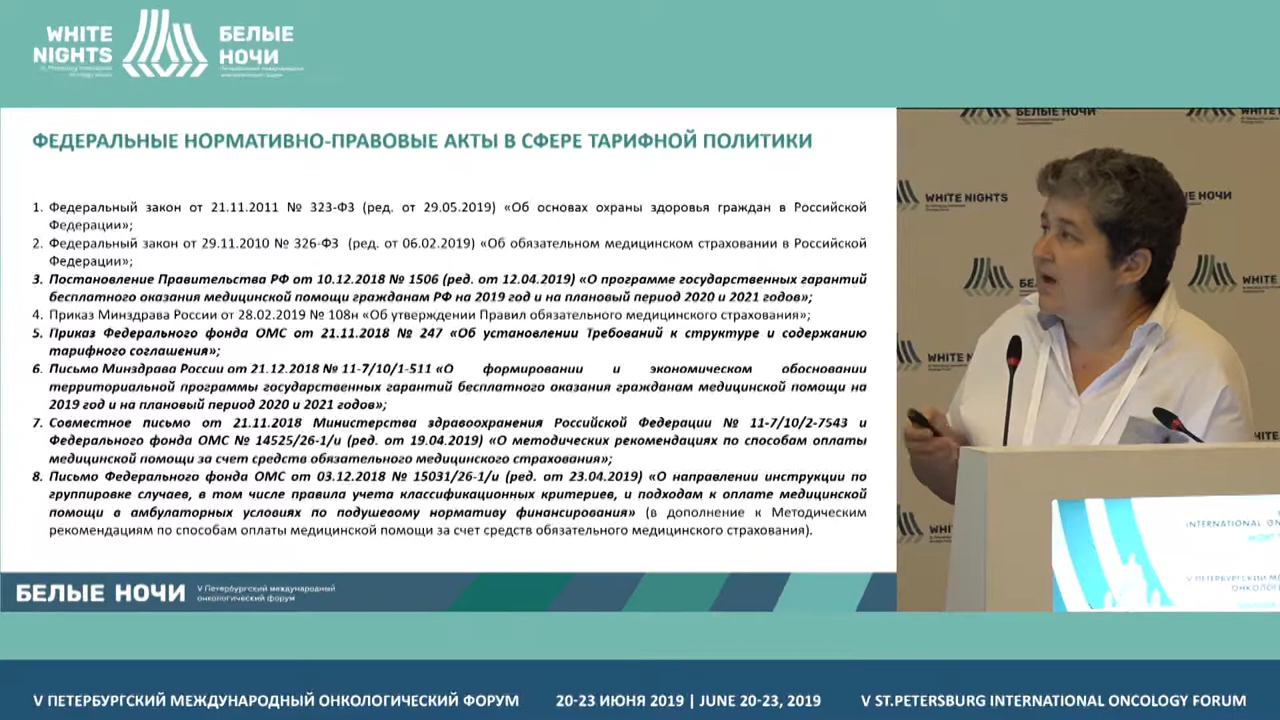 WHITE
NIGHTS
БЕЛЫЕ
НОЧИ
ФЕДЕРАЛЬНЫЕ НОРМАТИВНО-ПРАВОВЫЕ АКТЫ В СФЕРЕ ТАРИФНОЙ ПОЛИТИКИ
1. Федеральный закон от 21.11.2011 № 323-ФЗ (ред. от 29.05.2019) «Об основах охраны здоровья граждан в Российской
Федерации»;
2. Федеральный закон от 29.11.2010 № 326-ФЗ (ред. от 06.02.2019) «Об обязательном медицинском страховании в Российской
Федерации»;
3. Постановление Правительства РФ от 10.12.2018 № 1506 (ред. от 12.04.2019) «О программе государственных гарантий
бесплатного оказания медицинской помощи гражданам РФ на 2019 год и на плановый период 2020 и 2021 годов»;
4. Приказ Минздрава России от 28.02.2019 № 108н «Об утверждении Правил обязательного медицинского страхования»;
5. Приказ Федерального фонда ОМС от 21.11.2018 № 247 «Об установлении Требований к структуре и содержанию
тарифного соглашения»;
6. Письмо Минздрава России от 21.12.2018 № 11-7/10/1-511 «О формировании и экономическом обосновании
территориальной программы государственных гарантий бесплатного оказания гражданам медицинской помощи на
2019 год и на плановый период 2020 и 2021 годов»;
7. Совместное письмо от 21.11.2018 Министерства здравоохранения Российской Федерации № 11-7/10/2-7543 и
Федерального фонда ОМС № 14525/26-1/и (ред. от 19.04.2019) «О методических рекомендациях по способам оплаты
медицинской помощи за счет средств обязательного медицинского страхования»;
8. Письмо Федерального фонда ОМС от 03.12.2018 № 15031/26-1/и (ред. от 23.04.2019) «О направлении инструкции по
группировке случаев, в том числе правила учета классификационных критериев, и подходам к оплате медицинской
помощи в амбулаторных условиях по подушевому нормативу финансирования» (в дополнение к Методическим
рекомендациям по способам оплаты медицинской помощи за счет средств обязательного медицинского страхования).
БЕЛЫЕ НОЧИ
V Петербургский международный
онкологический форум
БЕЛЫЕ НОЧИ
WHITE NIGHTS
INTERNATIONAL
V ПЕТЕРБУРГСКИЙ
V ПЕТЕРБУРГСКИЙ МЕЖДУНАРОДНЫЙ ОНКОЛОГИЧЕСКИЙ ФОРУМ
20-23 ИЮНЯ 2019 | JUNE 20-23, 2019
V ST.PETERSBURG INTERNATIONAL ONCOLOGY FORUM